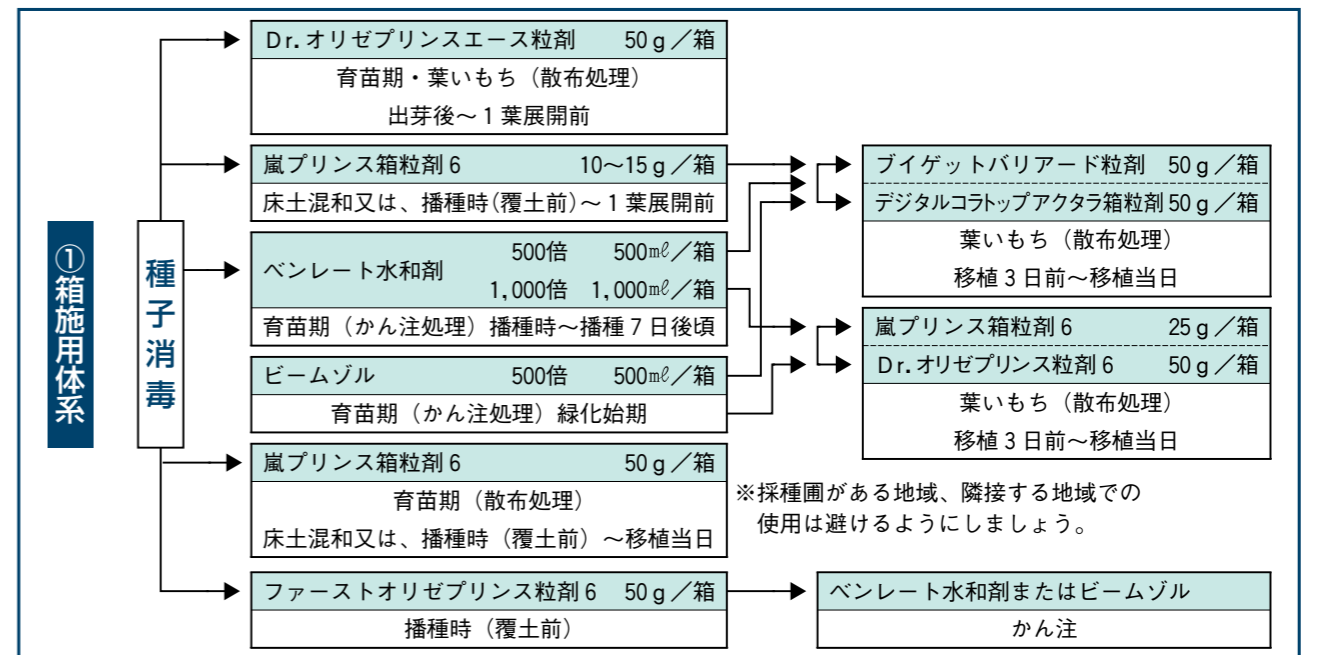 ①箱施用体系
種子消毒
Dr.オリゼプリンスエース粒剤 50g/箱
育苗期・葉いもち(散布処理)
出芽後～1葉展開前
嵐プリンス箱粒剤6 10～15g/箱
床土混和又は、播種時(覆土前)～1葉展開前
ベンレート水和剤
500倍 500㎖/箱
1,000倍 1,000㎖/箱
育苗期(かん注処理)播種時～播種7日後頃
ビームゾル 500倍 500㎖/箱
育苗期(かん注処理)緑化始期
嵐プリンス箱粒剤6 50g/箱
育苗期(散布処理)
床土混和又は、播種時(覆土前)～移植当日
ファーストオリゼプリンス粒剤6 50g/箱
播種時(覆土前)
ブイゲットバリアード粒剤 50g/箱
デジタルコラトップアクタラ箱粒剤50g/箱
葉いもち(散布処理)
移植3日前～移植当日
嵐プリンス箱粒剤6 25g/箱
Dr.オリゼプリンス粒剤6 50g/箱
葉いもち(散布処理)
移植3日前～移植当日
※採種圃がある地域、隣接する地域での
使用は避けるようにしましょう。
ベンレート水和剤またはビームゾル
かん注